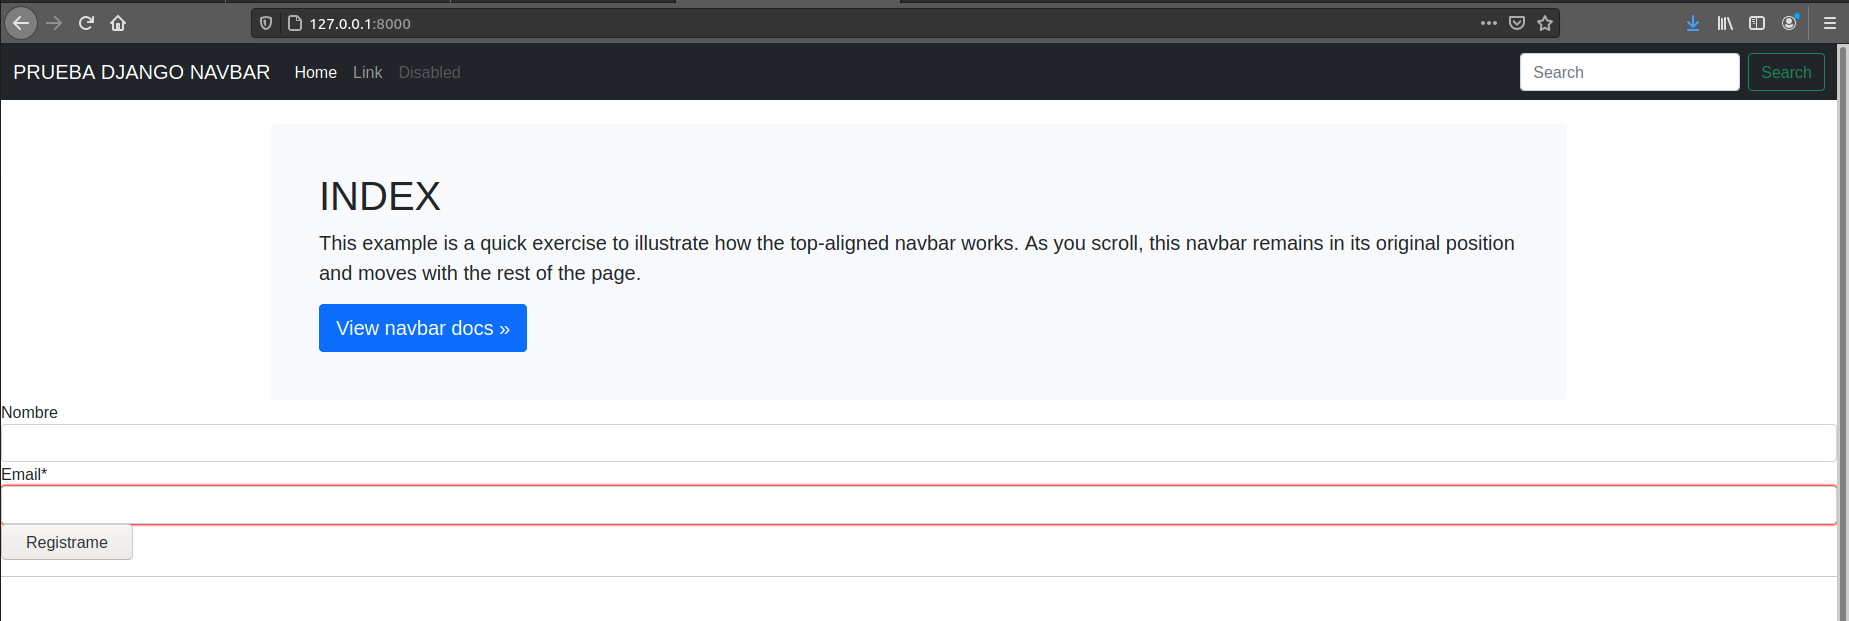 127.0.0.1:8000
PRUEBA DJANGO NAVBAR Home Link Disabled Search Search
INDEX
This example is a quick exercise to illustrate how the top-aligned navbar works. As you scroll, this navbar remains in its original position
and moves with the rest of the page.
View navbar docs »
Nombre
Email*
Registrame